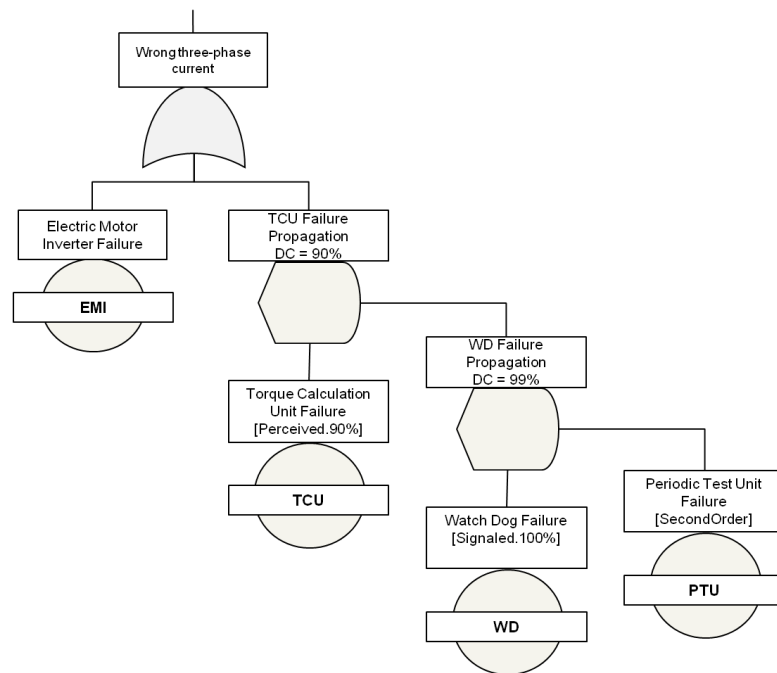 Wrong three-phase
current
Electric Motor
Inverter Failure
EMI
TCU Failure
Propagation
DC = 90%
Torque Calculation
Unit Failure
[Perceived.90%]
TCU
WD Failure
Propagation
DC = 99%
Watch Dog Failure
[Signaled.100%]
WD
Periodic Test Unit
Failure
[SecondOrder]
PTU